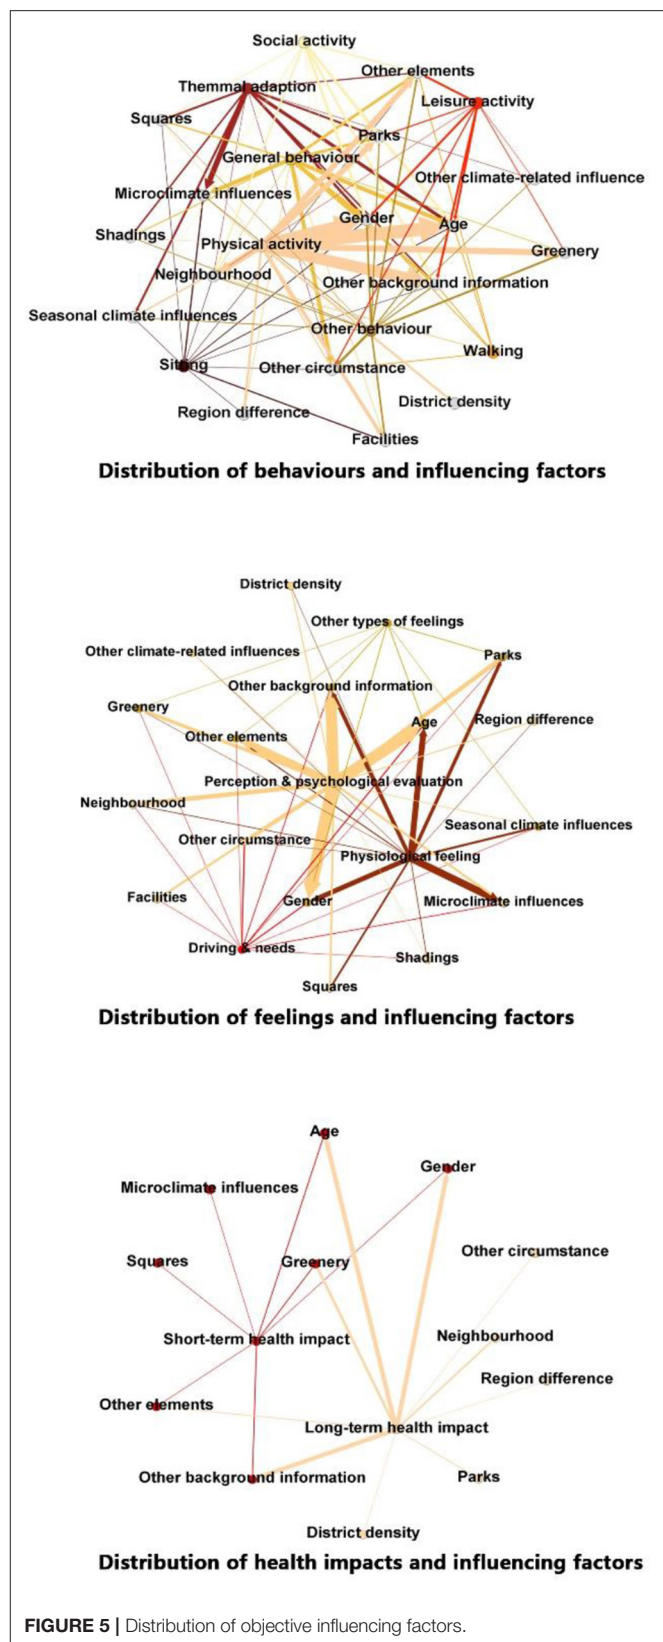 Social activity
Other elements
Themmal adaption
Leisure activity
Squares
Parks
General behaviour
Other climate-related influence
Microclimate influences
Gender
Age
Shadings
Physical activity
Greenery
Neighbourhood
Other background information
Seasonal climate influences
Other behaviour
Walking
Sitting
Other circumstance
District density
Region difference
Facilities
Distribution of behaviours and influencing factors
District density
Other types of feelings
Other climate-related influences
Parks
Other background information
Greenery
Age
Region difference
Other elements
Perception & psychological evaluation
Neighbourhood
Seasonal climate influences
Other circumstance
Physiological feeling
Facilities
Gender
Microclimate influences
Driving & needs
Shadings
Squares
Distribution of feelings and influencing factors
Age
Gender
Microclimate influences
Other circumstance
Squares
Greenery
Short-term health impact
Neighbourhood
Region difference
Other elements
Long-term health impact
Other background information
Parks
District density
Distribution of health impacts and influencing factors
FIGURE 5 | Distribution of objective influencing factors.